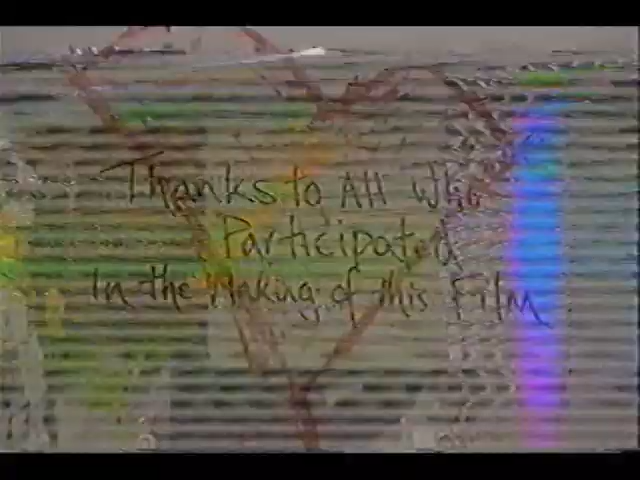 Thanks to All Who
Participated
In the Making of this Film